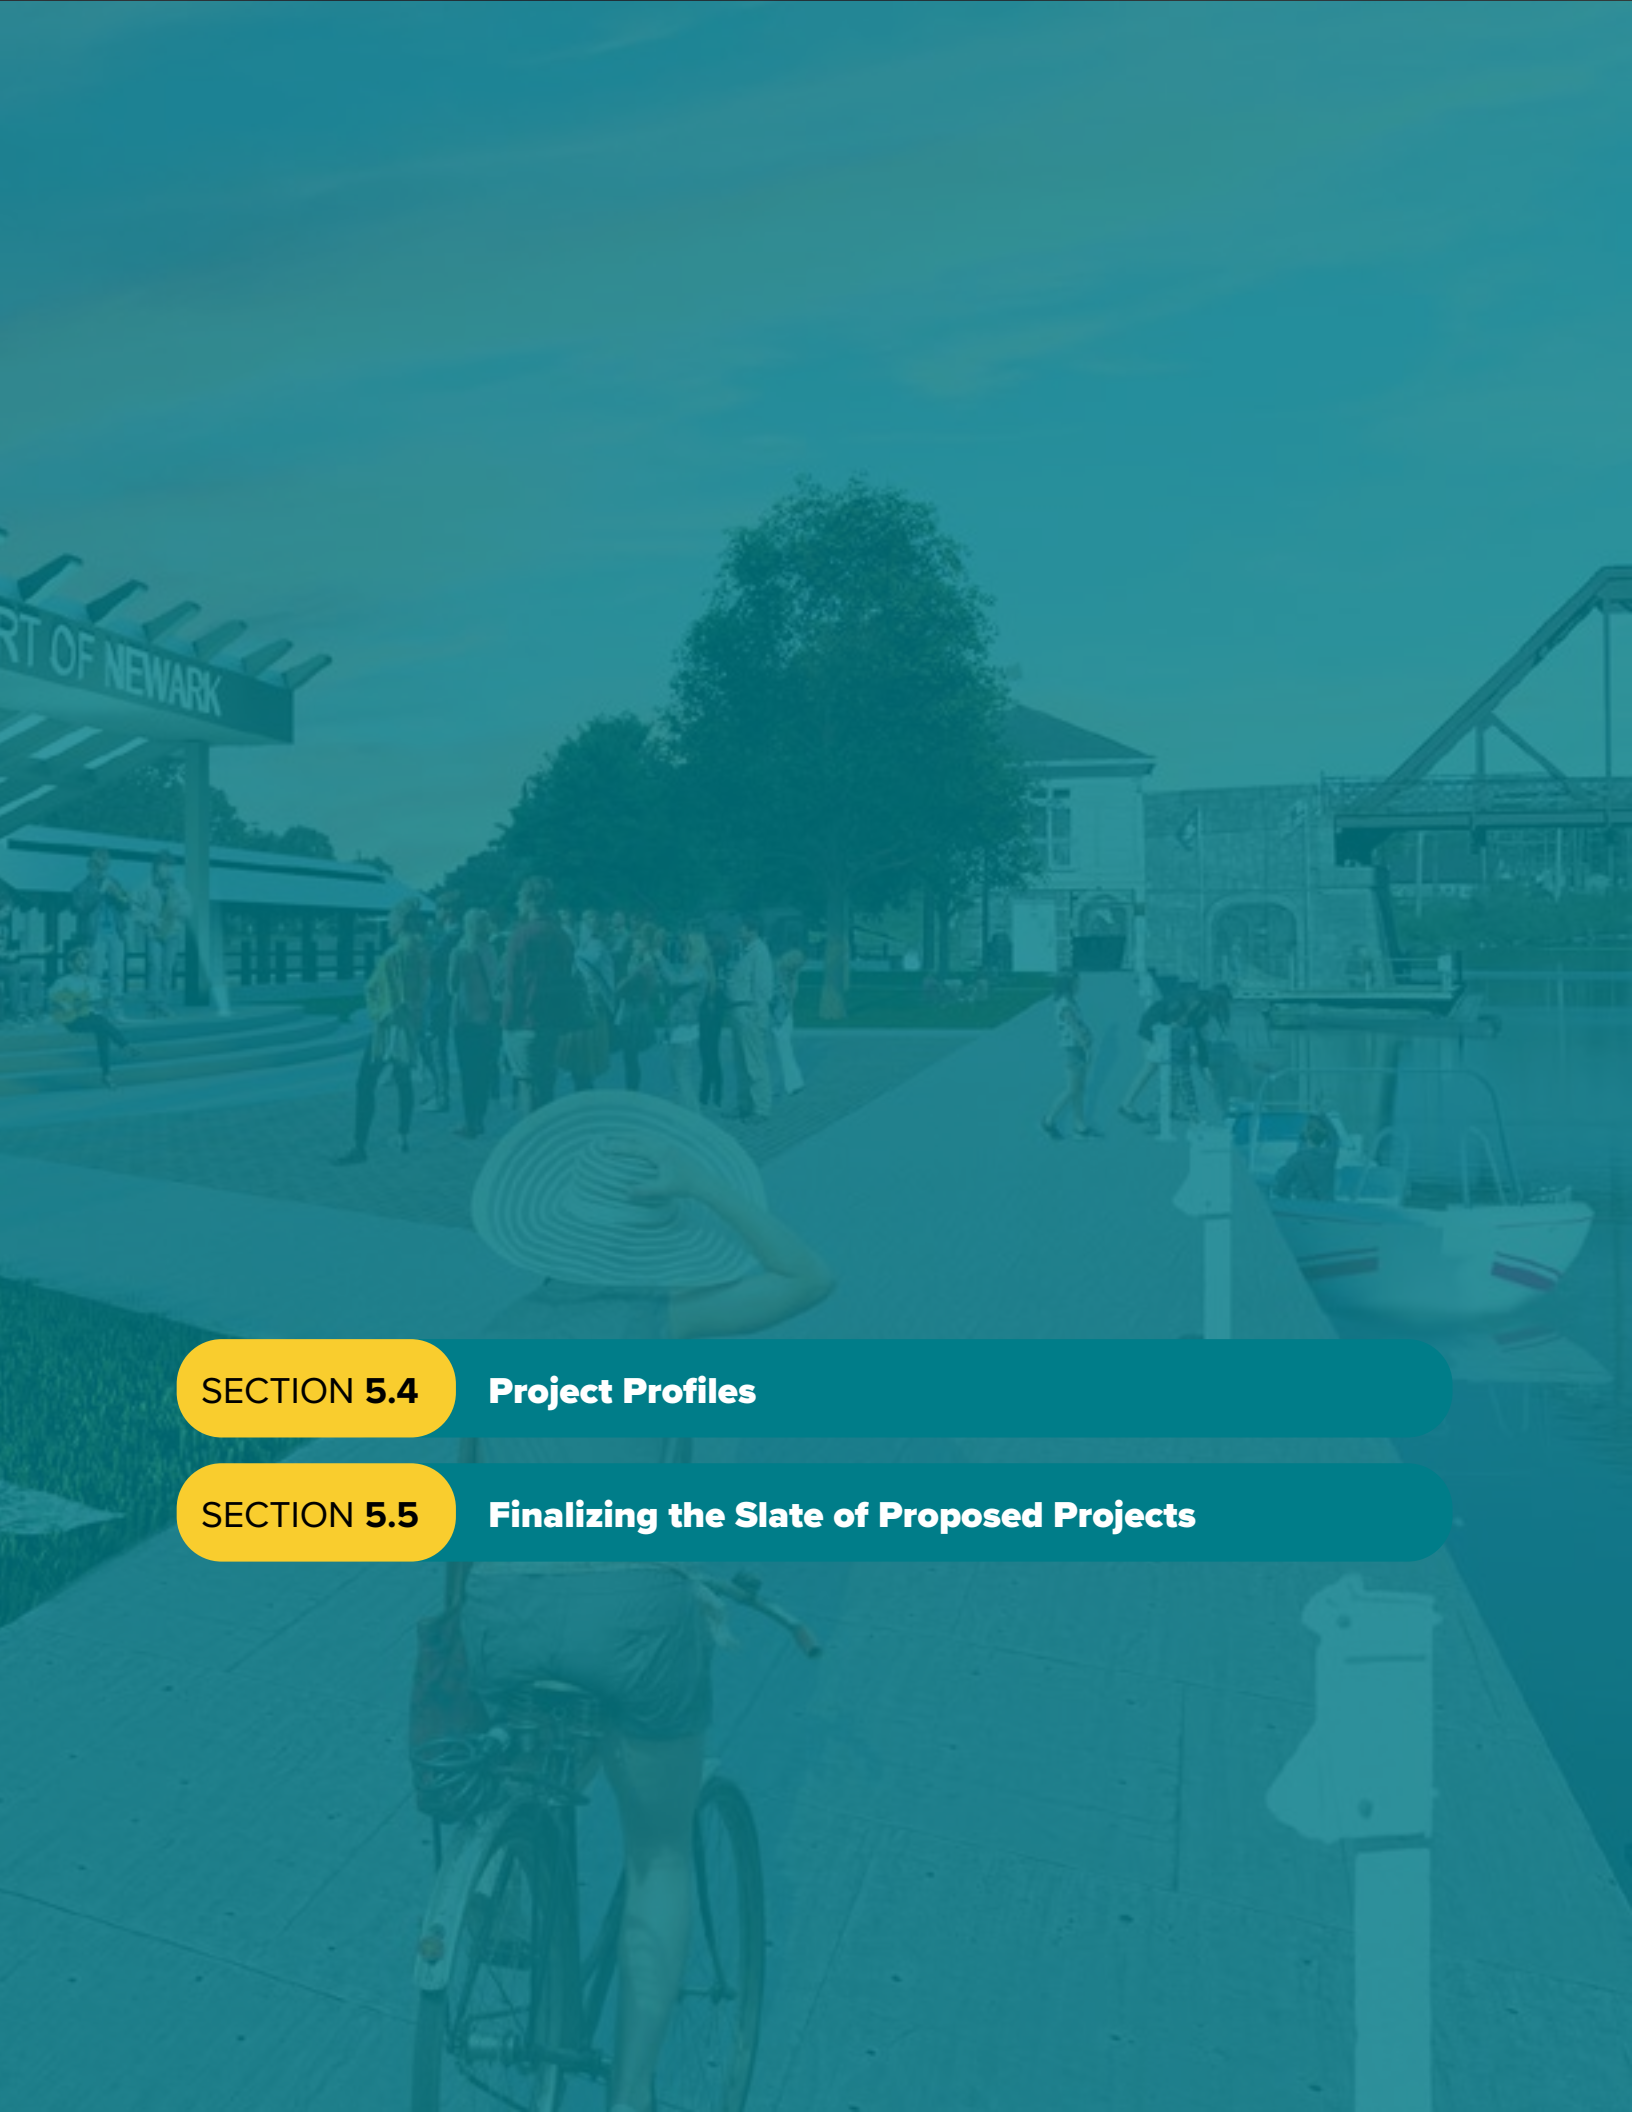 RT OF NEWARK
SECTION 5.4 Project Profiles
SECTION 5.5 Finalizing the Slate of Proposed Projects